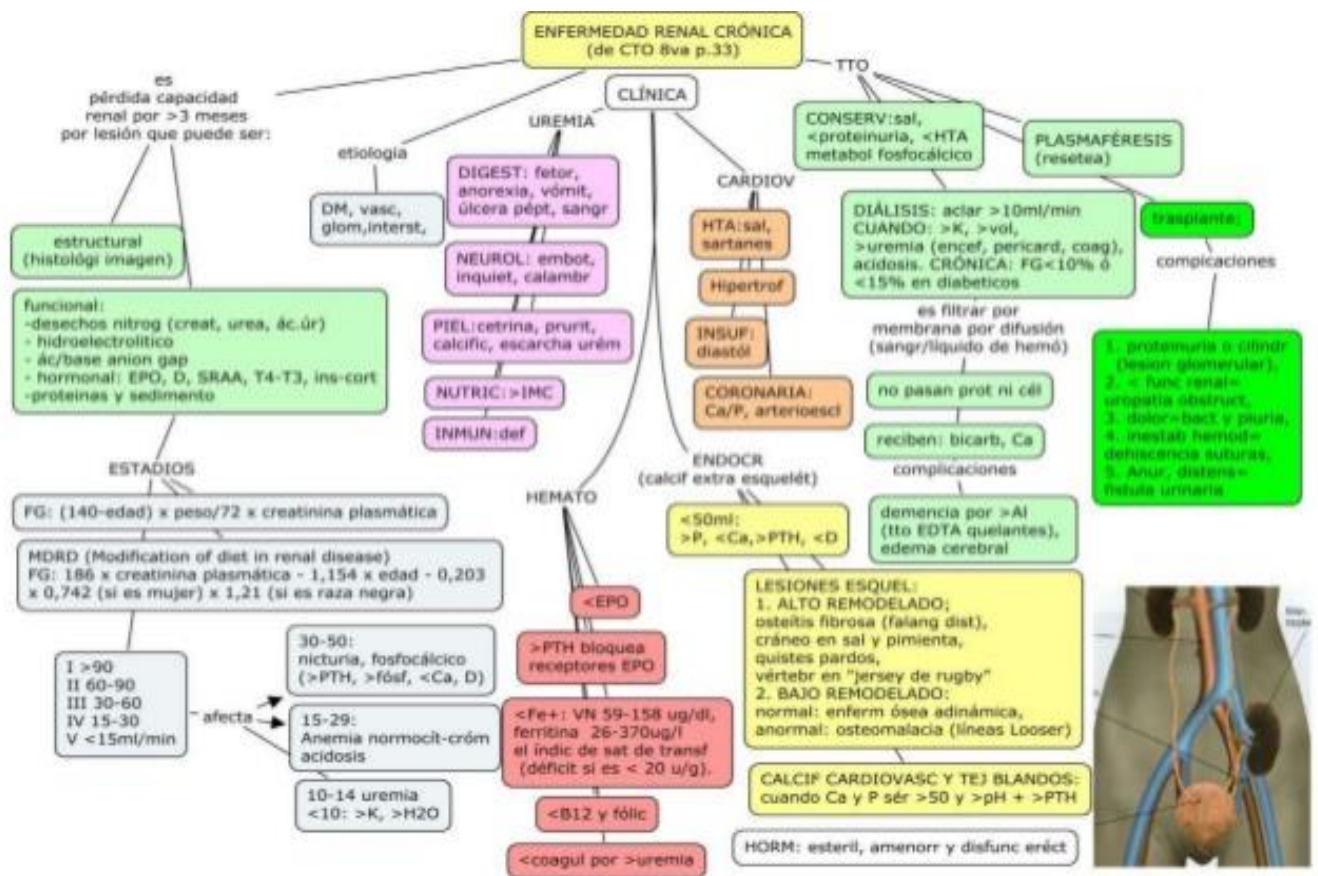 ENFERMEDAD RENAL CRÓNICA
(de CTO 8va p.33)
es
pérdida capacidad
renal por >3 meses
por lesión que puede ser:
estructural
(histológi imagen)
funcional:
-desechos nitrog (creat, urea, ác.úr)
- hidroelectrolítico
- ác/base anion gap
- hormonal: EPO, D, SRAA, T4-T3, ins-cort
-proteinas y sedimento
ESTADIOS
FG: (140-edad) x peso/72 x creatinina plasmática
MDRD (Modification of diet in renal disease)
FG: 186 x creatinina plasmática - 1,154 x edad - 0,203
x 0,742 (si es mujer) x 1,21 (si es raza negra)
I >90
II 60-90
III 30-60
IV 15-30
V <15ml/min
afecta
30-50:
nicturia, fosfocálcico
(>PTH, >fósf, <Ca, D)
15-29:
Anemia normocít-cróm
acidosis
10-14 uremia
<10: >K, >H2O
etiologia
DM, vasc,
glom,interst,
CLÍNICA
UREMIA
DIGEST: fetor,
anorexia, vómit,
úlcera pépt, sangr
NEUROL: embot,
inquiet, calambr
PIEL:cetrina, prurit,
calcific, escarcha urém
NUTRIC:>IMC
INMUN:def
HEMATO
<EPO
>PTH bloquea
receptores EPO
<Fe+: VN 59-158 ug/dl,
ferritina 26-370ug/l
el índic de sat de transf
(déficit si es < 20 u/g).
<B12 y fólic
<coagul por >uremia
CARDIOV
HTA:sal,
sartanes
Hipertrof
INSUF:
diastól
CORONARIA:
Ca/P, arterioescl
ENDOCR
(calcif extra esquelét)
<50ml:
>P, <Ca,>PTH, <D
LESIONES ESQUEL:
1. ALTO REMODELADO;
osteítis fibrosa (falang dist),
cráneo en sal y pimienta,
quistes pardos,
vértebr en "jersey de rugby"
2. BAJO REMODELADO:
normal: enferm ósea adinámica,
anormal: osteomalacia (líneas Looser)
CALCIF CARDIOVASC Y TEJ BLANDOS:
cuando Ca y P sér >50 y >pH + >PTH
HORM: esteril, amenorr y disfunc eréct
TTO
CONSERV:sal,
<proteinuria, <HTA
metabol fosfocálcico
PLASMAFÉRESIS
(resetea)
DIÁLISIS: aclar >10ml/min
CUANDO: >K, >vol,
>uremia (encef, pericard, coag),
acidosis. CRÓNICA: FG<10% ó
<15% en diabeticos
es filtrar por
membrana por difusión
(sangr/líquido de hemó)
no pasan prot ni cél
reciben: bicarb, Ca
complicaciones
demencia por >Al
(tto EDTA quelantes),
edema cerebral
trasplante;
compicaciones
1. proteinuria o cilindr
(lesion glomerular),
2. < func renal=
uropatia obstruct,
3. dolor=bact y piuria,
4. inestab hemod=
dehiscencia suturas,
5. Anur, distens=
fistula urinaria